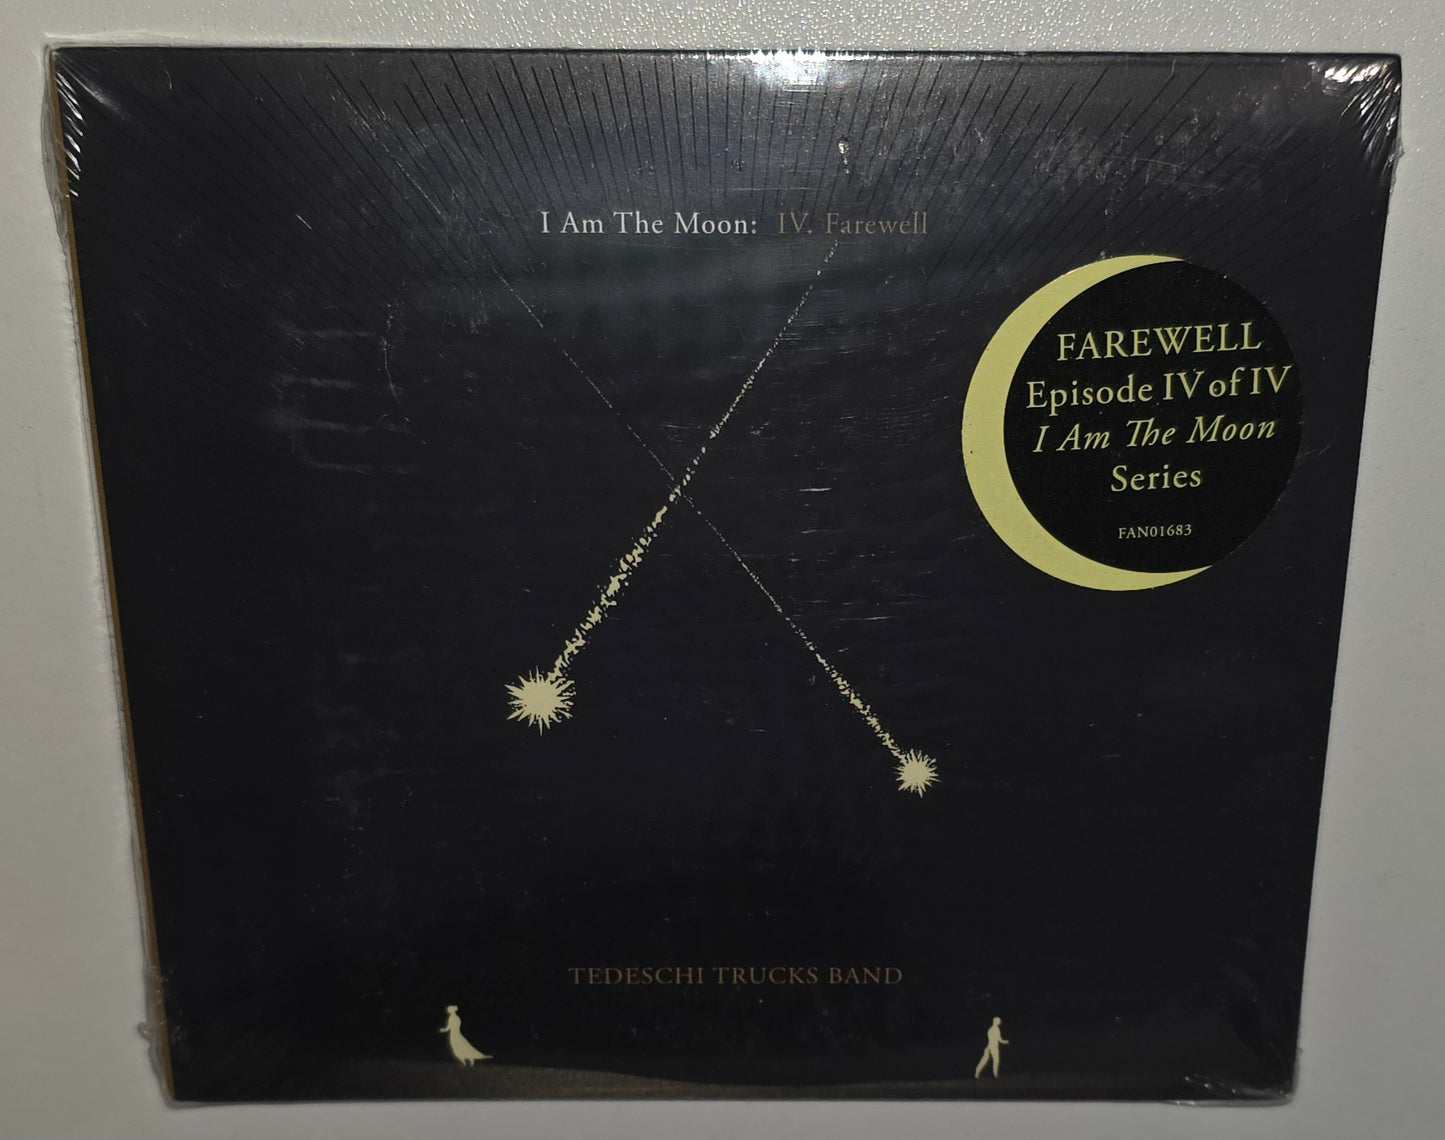 I Am The Moon: IV. Farewell
FAREWELL
Episode IV of IV
I Am The Moon
Series
FAN01683
TEDESCHI TRUCKS BAND